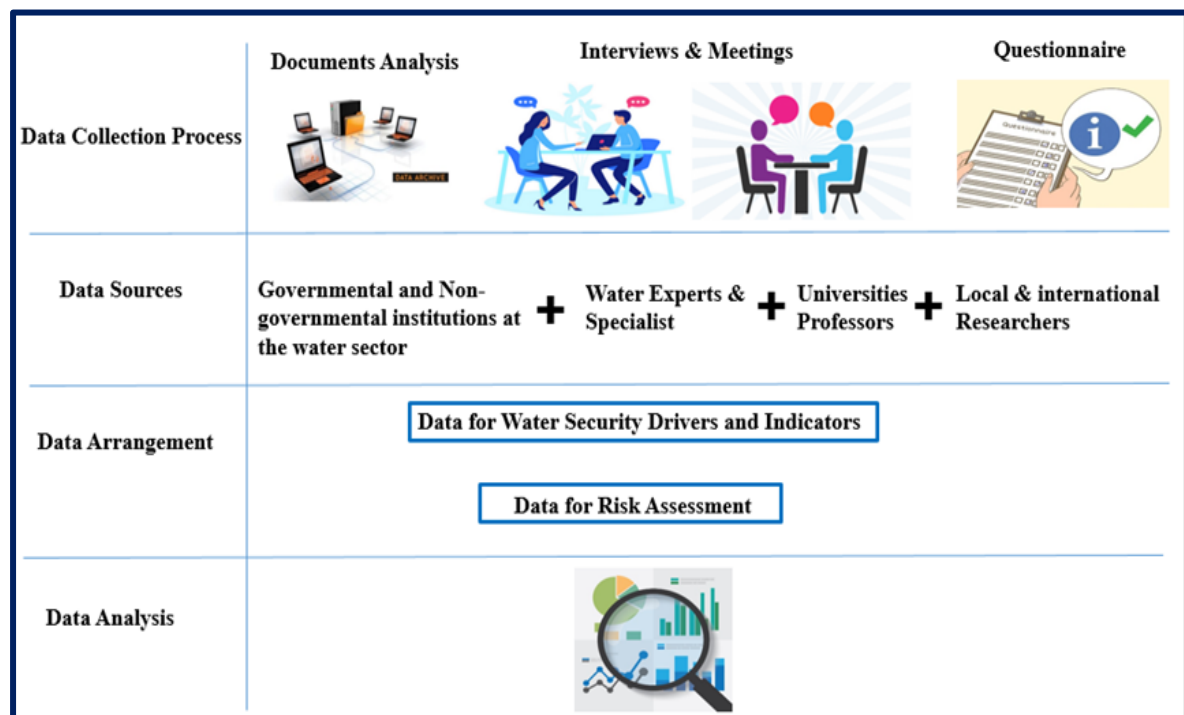 Documents Analysis
Interviews & Meetings
Questionnaire
Data Collection Process
DATA ARCHIVE
Questionnaire
i
Data Sources
Governmental and Non-
governmental institutions at
the water sector
+
Water Experts &
Specialist
+
Universities
Professors
+
Local & international
Researchers
Data Arrangement
Data for Water Security Drivers and Indicators
Data for Risk Assessment
Data Analysis